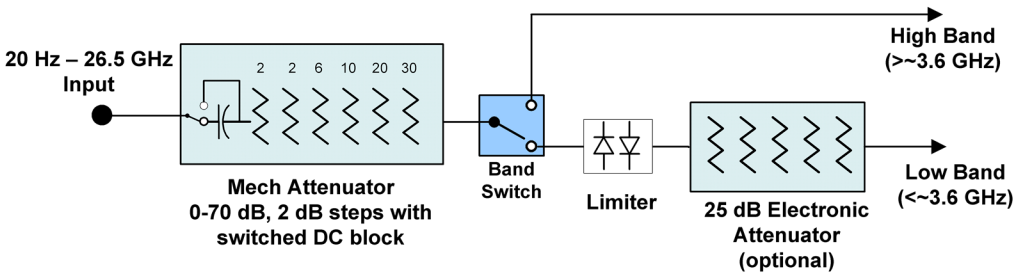 20 Hz – 26.5 GHz
Input
2 2 6 10 20 30
Mech Attenuator
0-70 dB, 2 dB steps with
switched DC block
Band
Switch
Limiter
25 dB Electronic
Attenuator
(optional)
High Band
(>~3.6 GHz)
Low Band
(<~3.6 GHz)